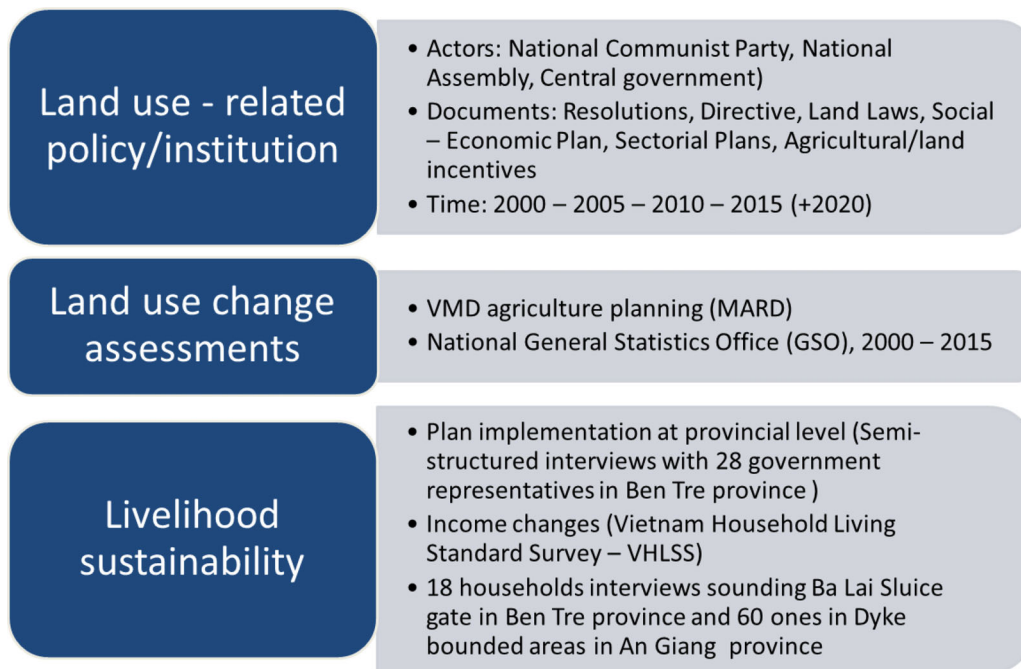 Land use - related
policy/institution
• Actors: National Communist Party, National
Assembly, Central government)
• Documents: Resolutions, Directive, Land Laws, Social
– Economic Plan, Sectorial Plans, Agricultural/land
incentives
• Time: 2000 – 2005 – 2010 – 2015 (+2020)
Land use change
assessments
• VMD agriculture planning (MARD)
• National General Statistics Office (GSO), 2000 – 2015
Livelihood
sustainability
• Plan implementation at provincial level (Semi-
structured interviews with 28 government
representatives in Ben Tre province )
• Income changes (Vietnam Household Living
Standard Survey – VHLSS)
• 18 households interviews sounding Ba Lai Sluice
gate in Ben Tre province and 60 ones in Dyke
bounded areas in An Giang  province